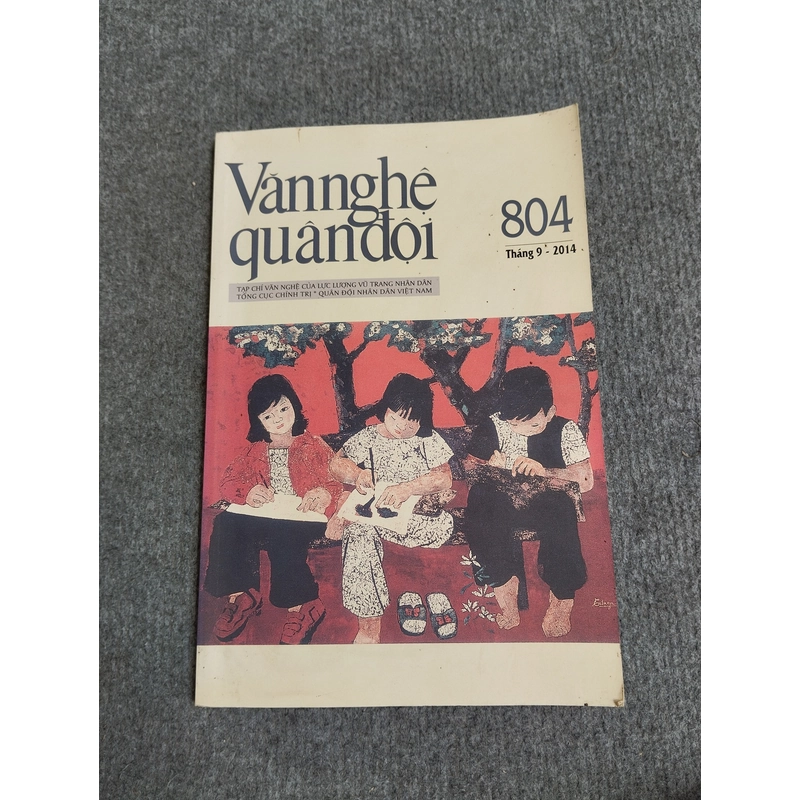 Văn nghệ
quân đội
804
Tháng 9 - 2014
TẠP CHÍ VĂN NGHỆ CỦA LỰC LƯỢNG VŨ TRANG NHÂN DÂN
TỔNG CỤC CHÍNH TRỊ - QUÂN ĐỘI NHÂN DÂN VIỆT NAM